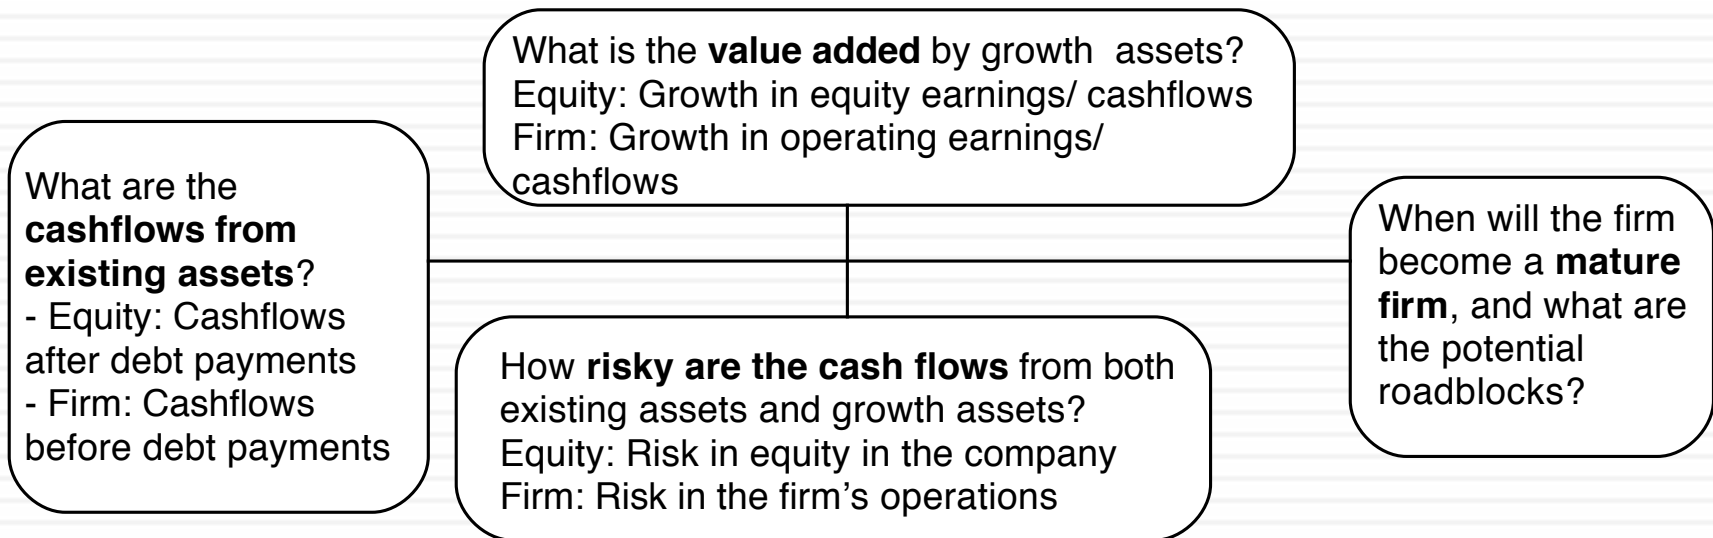 What is the value added by growth assets?
Equity: Growth in equity earnings/ cashflows
Firm: Growth in operating earnings/
cashflows
What are the
cashflows from
existing assets?
- Equity: Cashflows
after debt payments
- Firm: Cashflows
before debt payments
When will the firm
become a mature
firm, and what are
the potential
roadblocks?
How risky are the cash flows from both
existing assets and growth assets?
Equity: Risk in equity in the company
Firm: Risk in the firm's operations